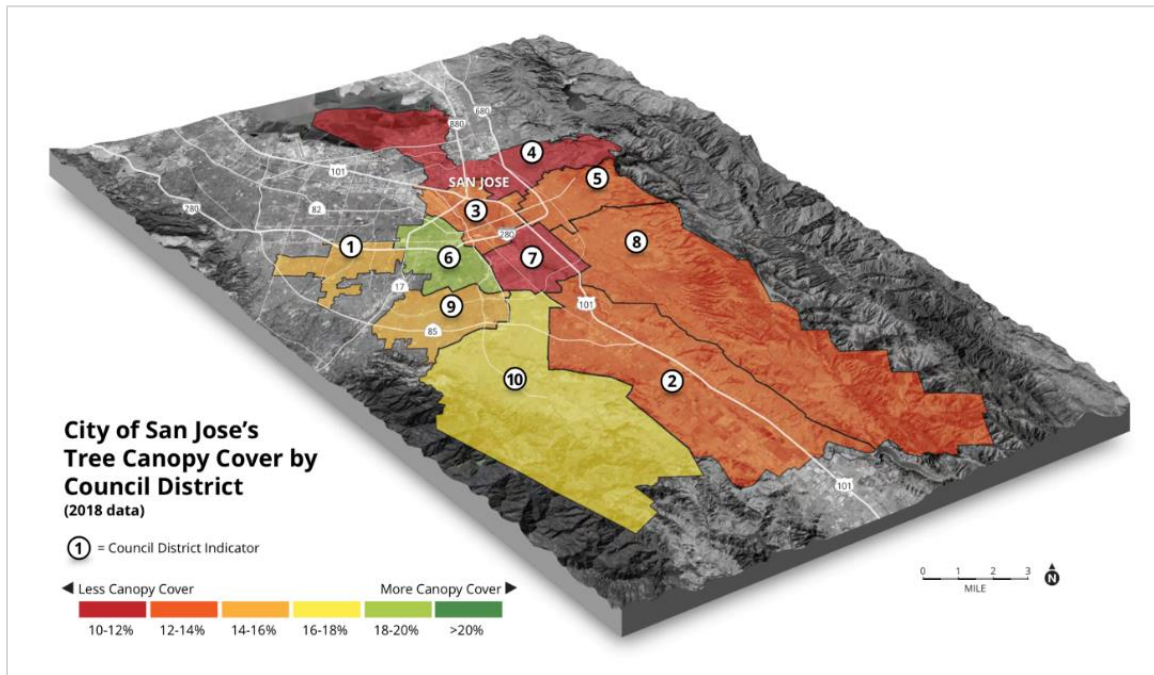 680
880
4
101
5
SAN JOSE
280
82
3
8
1
280
6
7
17
9
101
85
10
2
101
City of San Jose's
Tree Canopy Cover by
Council District
(2018 data)
1 = Council District Indicator
Less Canopy Cover More Canopy Cover
10-12% 12-14% 14-16% 16-18% 18-20% >20%
0 1 2 3
MILE
N